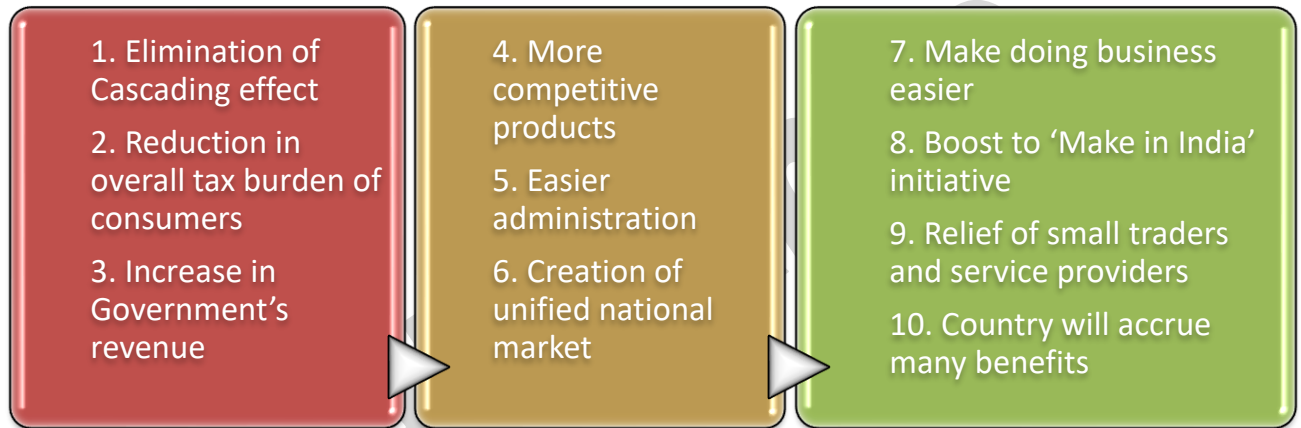 1. Elimination of
Cascading effect
2. Reduction in
overall tax burden of
consumers
3. Increase in
Government’s
revenue
4. More
competitive
products
5. Easier
administration
6. Creation of
unified national
market
7. Make doing business
easier
8. Boost to ‘Make in India’
initiative
9. Relief of small traders
and service providers
10. Country will accrue
many benefits